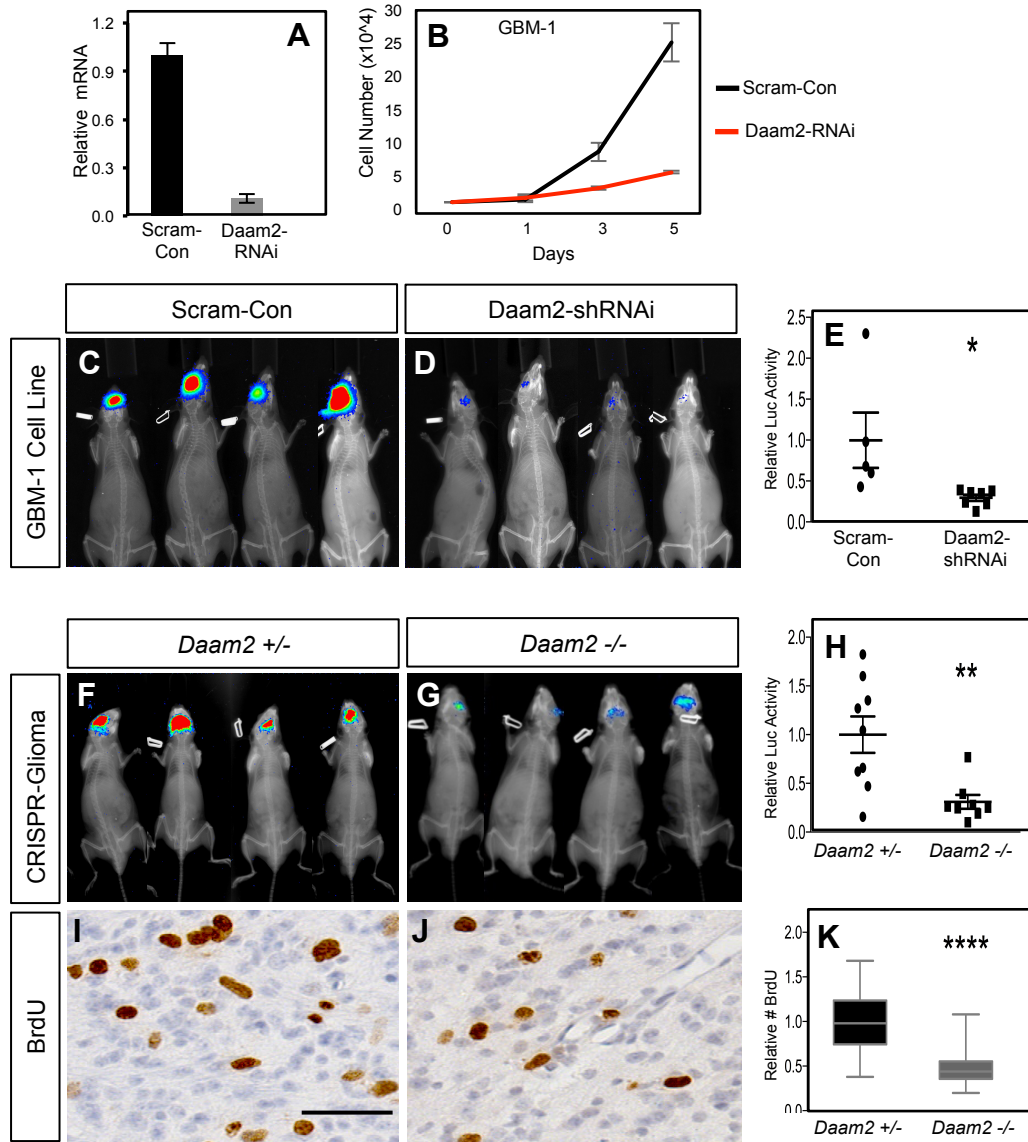 A
Relative mRNA
1.2
0.9
0.6
0.3
0.0
Scram-
Con
Daam2-
RNAi
B
GBM-1
Cell Number (x10^4)
30
25
20
15
10
5
0
0
1
3
5
Days
Scram-Con
Daam2-RNAi
Scram-Con
Daam2-shRNAi
GBM-1 Cell Line
C
D
E
*
Relative Luc Activity
2.5
2.0
1.5
1.0
0.5
0.0
Scram-
Con
Daam2-
shRNAi
Daam2 +/-
Daam2 -/-
CRISPR-Glioma
F
G
H
**
Relative Luc Activity
2.0
1.5
1.0
0.5
0.0
Daam2 +/-
Daam2 -/-
BrdU
I
J
K
****
Relative # BrdU
2.0
1.5
1.0
0.5
0.0
Daam2 +/-
Daam2 -/-